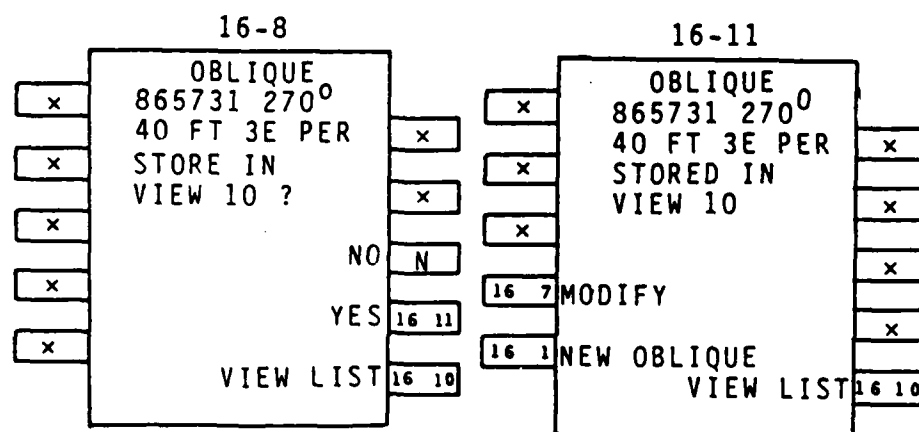 16-8
OBLIQUE
865731 270°
40 FT 3E PER
STORE IN
VIEW 10 ?
NO
YES
VIEW LIST
×
×
×
×
×
×
×
N
16 11
16 10
16-11
OBLIQUE
865731 270°
40 FT 3E PER
STORED IN
VIEW 10
MODIFY
NEW OBLIQUE
VIEW LIST
×
×
×
16 7
16 1
×
×
×
×
16 10